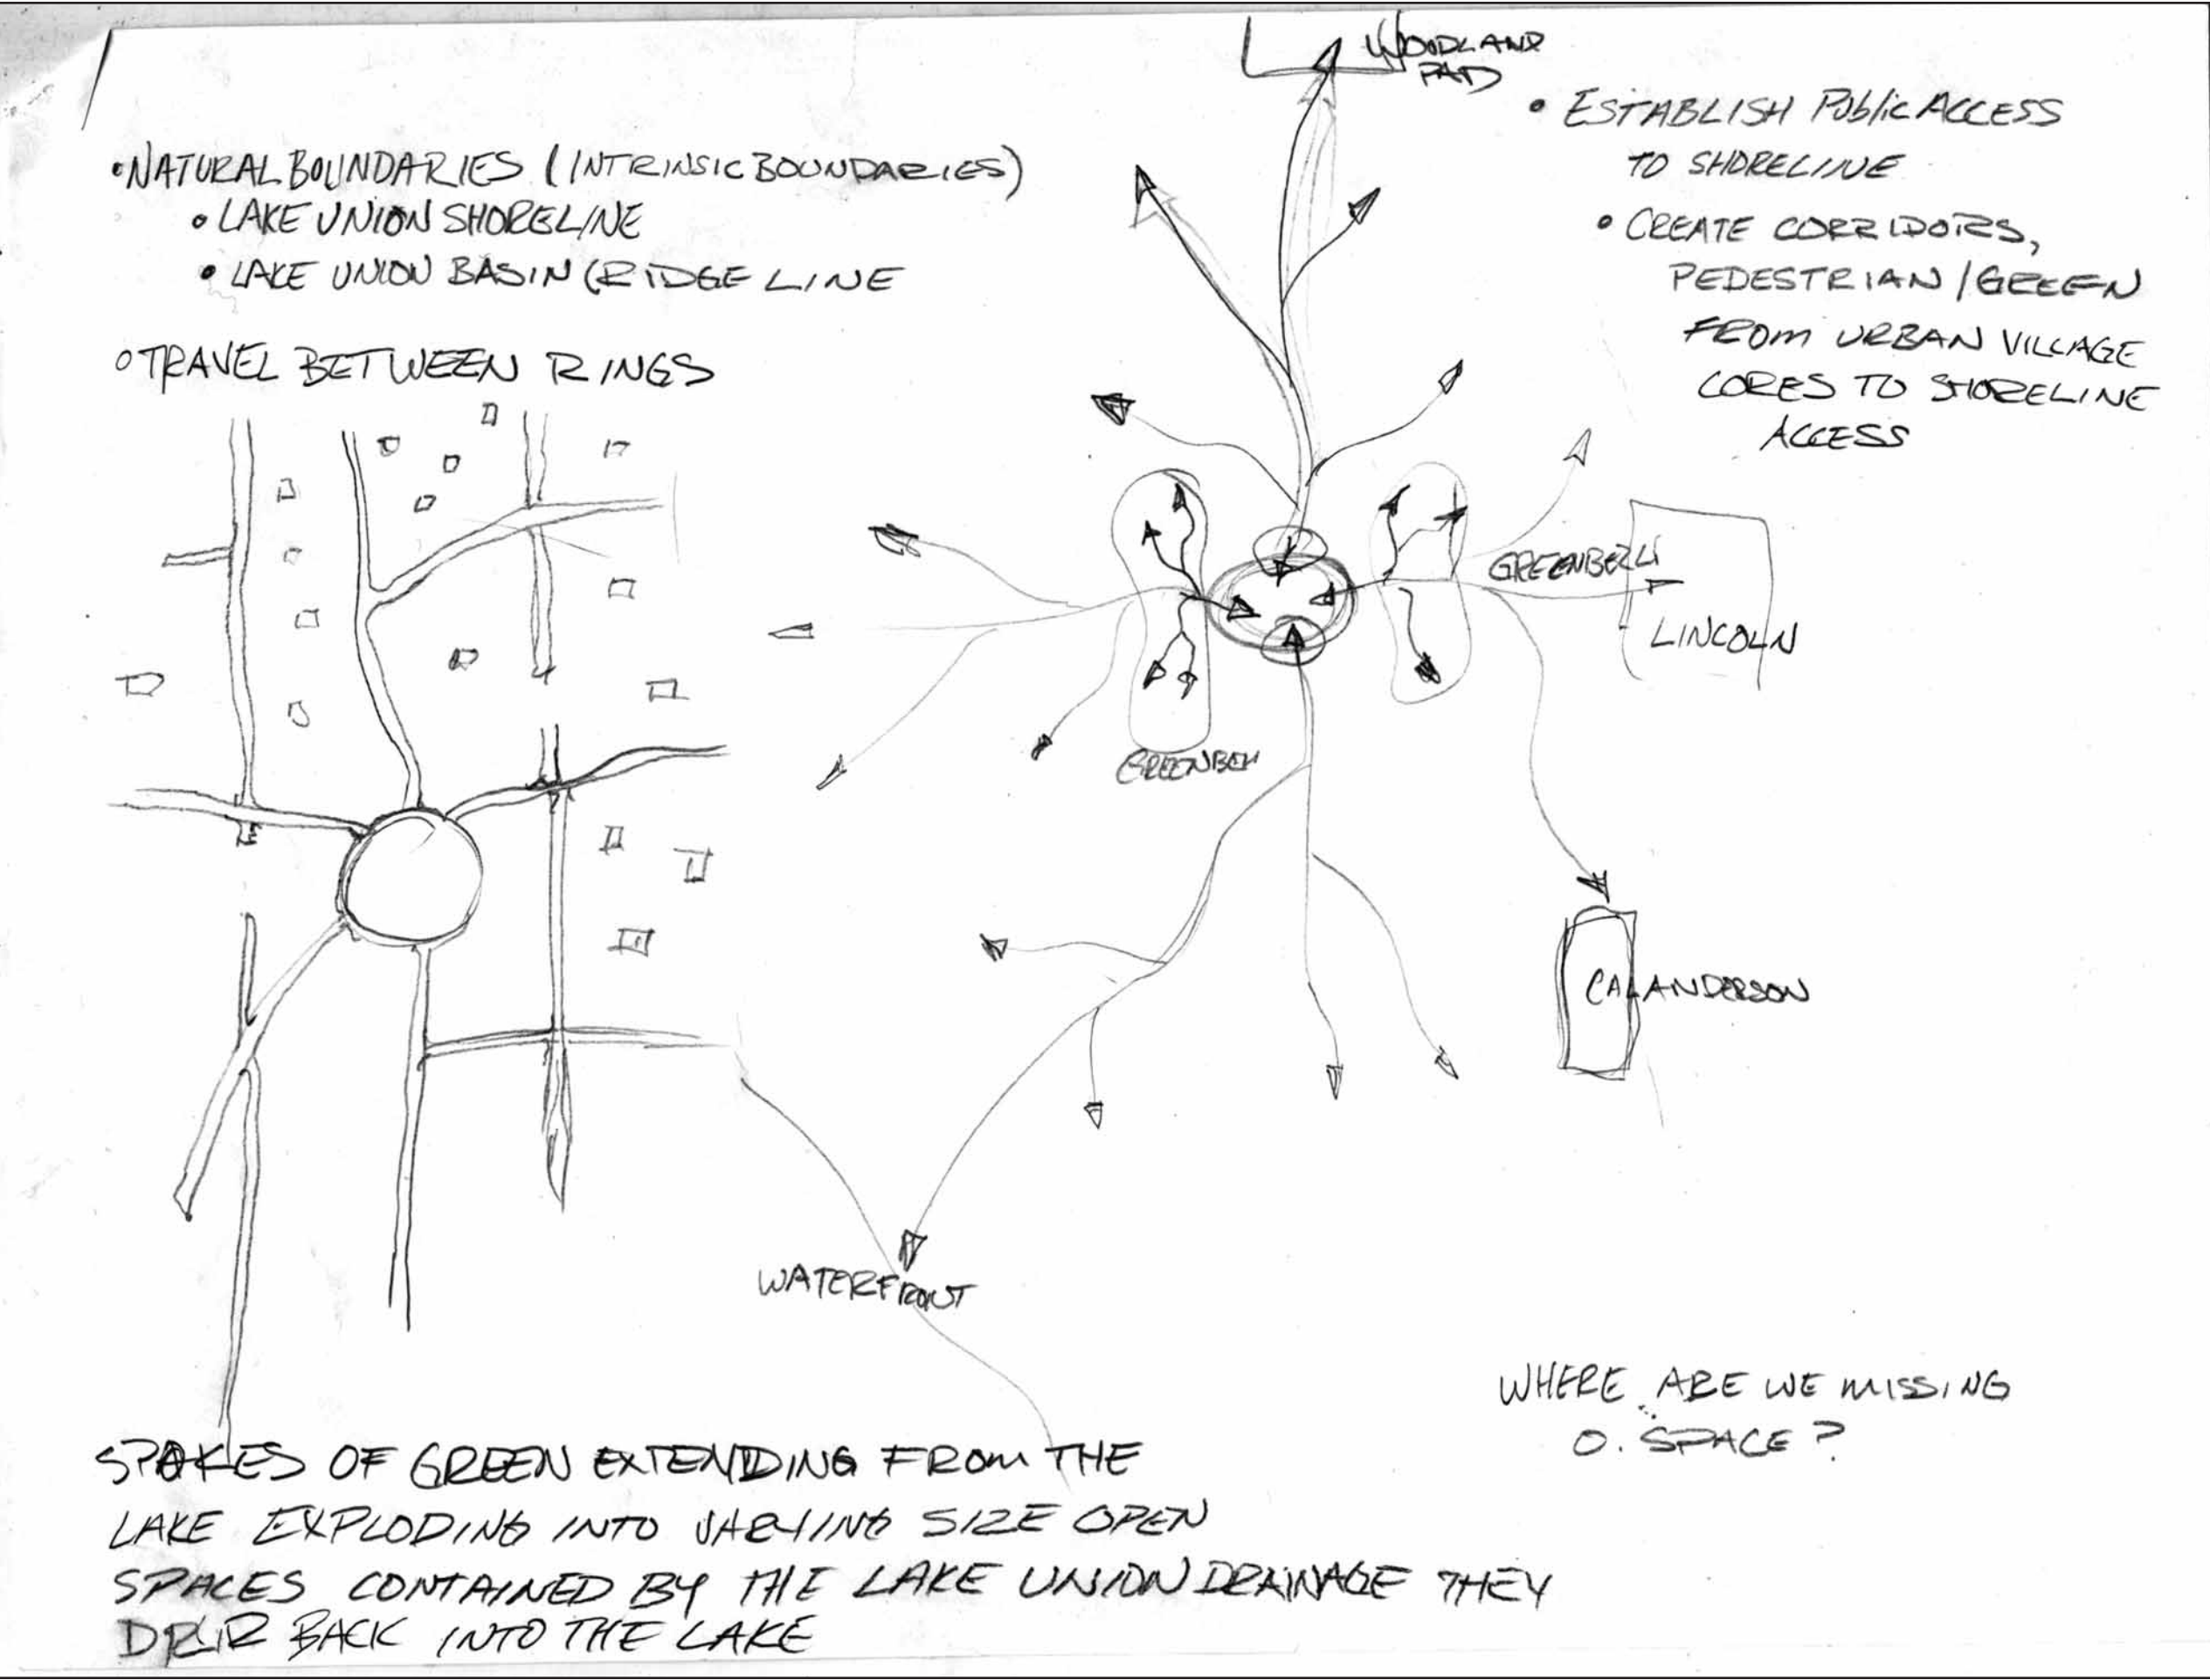 • NATURAL BOUNDARIES (INTRINSIC BOUNDARIES)
• LAKE UNION SHORELINE
• LAKE UNION BASIN (RIDGE LINE
○ TRAVEL BETWEEN RINGS
WOODLAND
• ESTABLISH Public ACCESS
TO SHORELINE
• CREATE CORRIDORS,
PEDESTRIAN / GREEN
FROM URBAN VILLAGE
CORES TO SHORELINE
ACCESS
GREENBELT
LINCOLN
GREENBELT
CAL ANDERSON
WATERFRONT
WHERE ARE WE MISSING
O. SPACE?
SPOKES OF GREEN EXTENDING FROM THE
LAKE EXPLODING INTO VARYING SIZE OPEN
SPACES CONTAINED BY THE LAKE UNION DRAINAGE THEY
BACK INTO THE LAKE